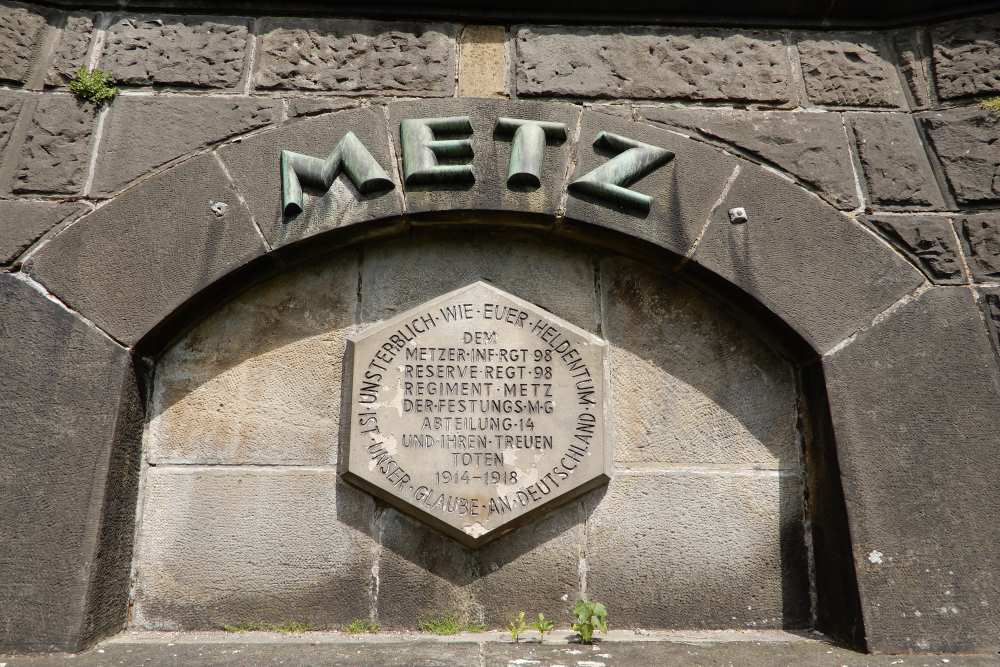 METZ
UNSTERBLICH · WIE · EUER · HELDENTUM ·
IST · UNSER · GLAUBE · AN · DEUTSCHLAND
DEM
METZER · INF · RGT · 98
RESERVE · REGT · 98
REGIMENT · METZ
DER · FESTUNGS · M · G
ABTEILUNG · 14
UND · IHREN · TREUEN
TOTEN
1914 – 1918